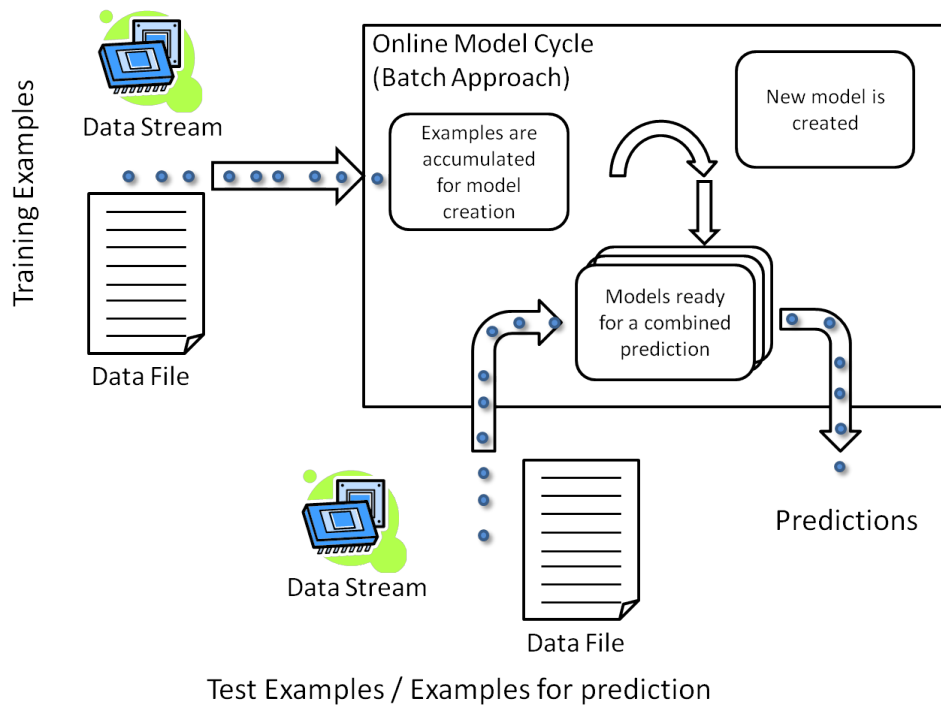 Training Examples
Data Stream
Data File
Online Model Cycle
(Batch Approach)
Examples are
accumulated
for model
creation
New model is
created
Models ready
for a combined
prediction
Data Stream
Data File
Predictions
Test Examples / Examples for prediction